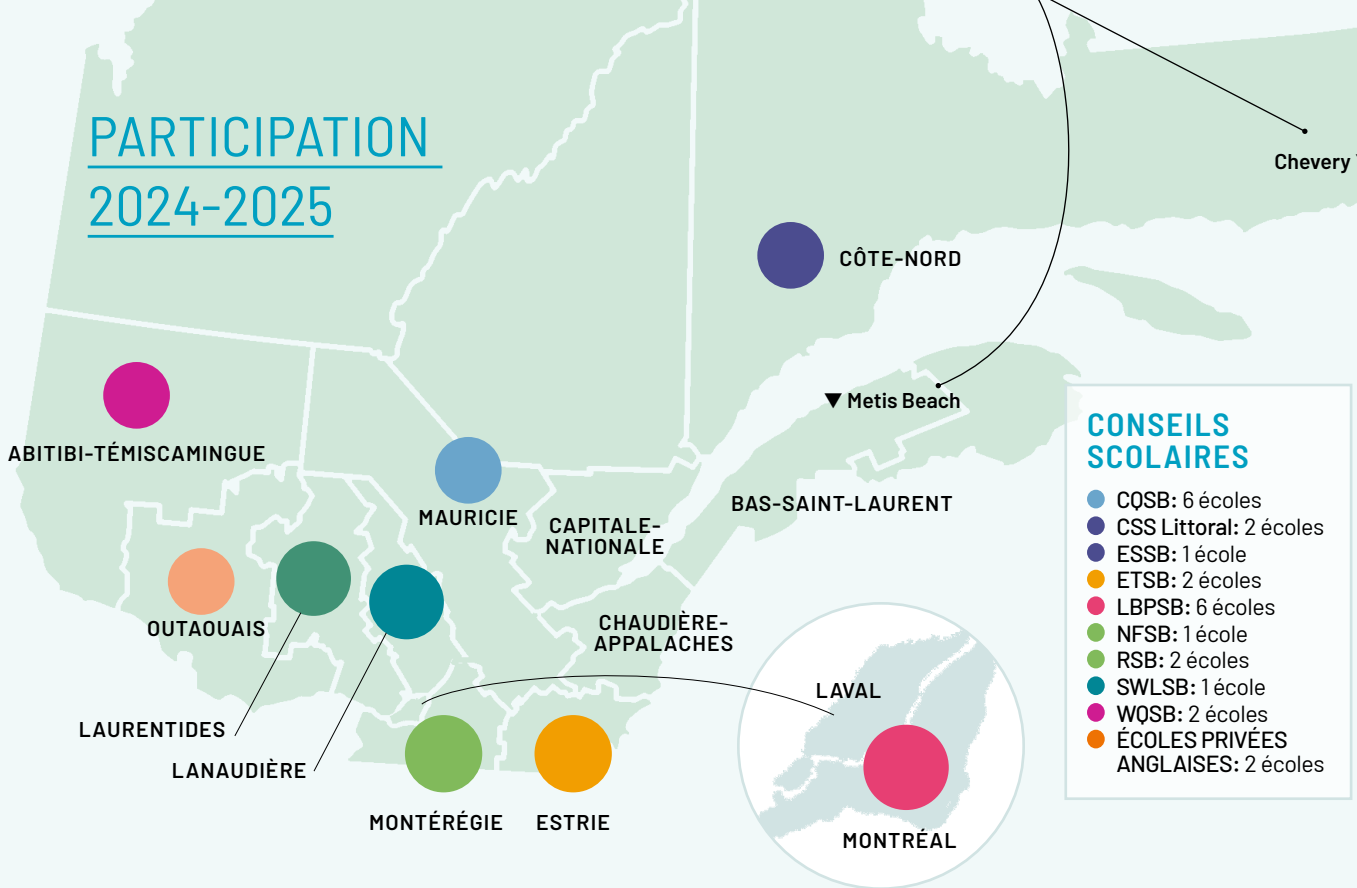 PARTICIPATION
2024-2025
Chevery
CÔTE-NORD
▼ Metis Beach
ABITIBI-TÉMISCAMINGUE
MAURICIE
CAPITALE-
NATIONALE
BAS-SAINT-LAURENT
OUTAOUAIS
CHAUDIÈRE-
APPALACHES
LAURENTIDES
LANAUDIÈRE
MONTÉRÉGIE
ESTRIE
LAVAL
MONTRÉAL
CONSEILS
SCOLAIRES
CQSB: 6 écoles
CSS Littoral: 2 écoles
ESSB: 1 école
ETSB: 2 écoles
LBPSB: 6 écoles
NFSB: 1 école
RSB: 2 écoles
SWLSB: 1 école
WQSB: 2 écoles
ÉCOLES PRIVÉES
ANGLAISES: 2 écoles